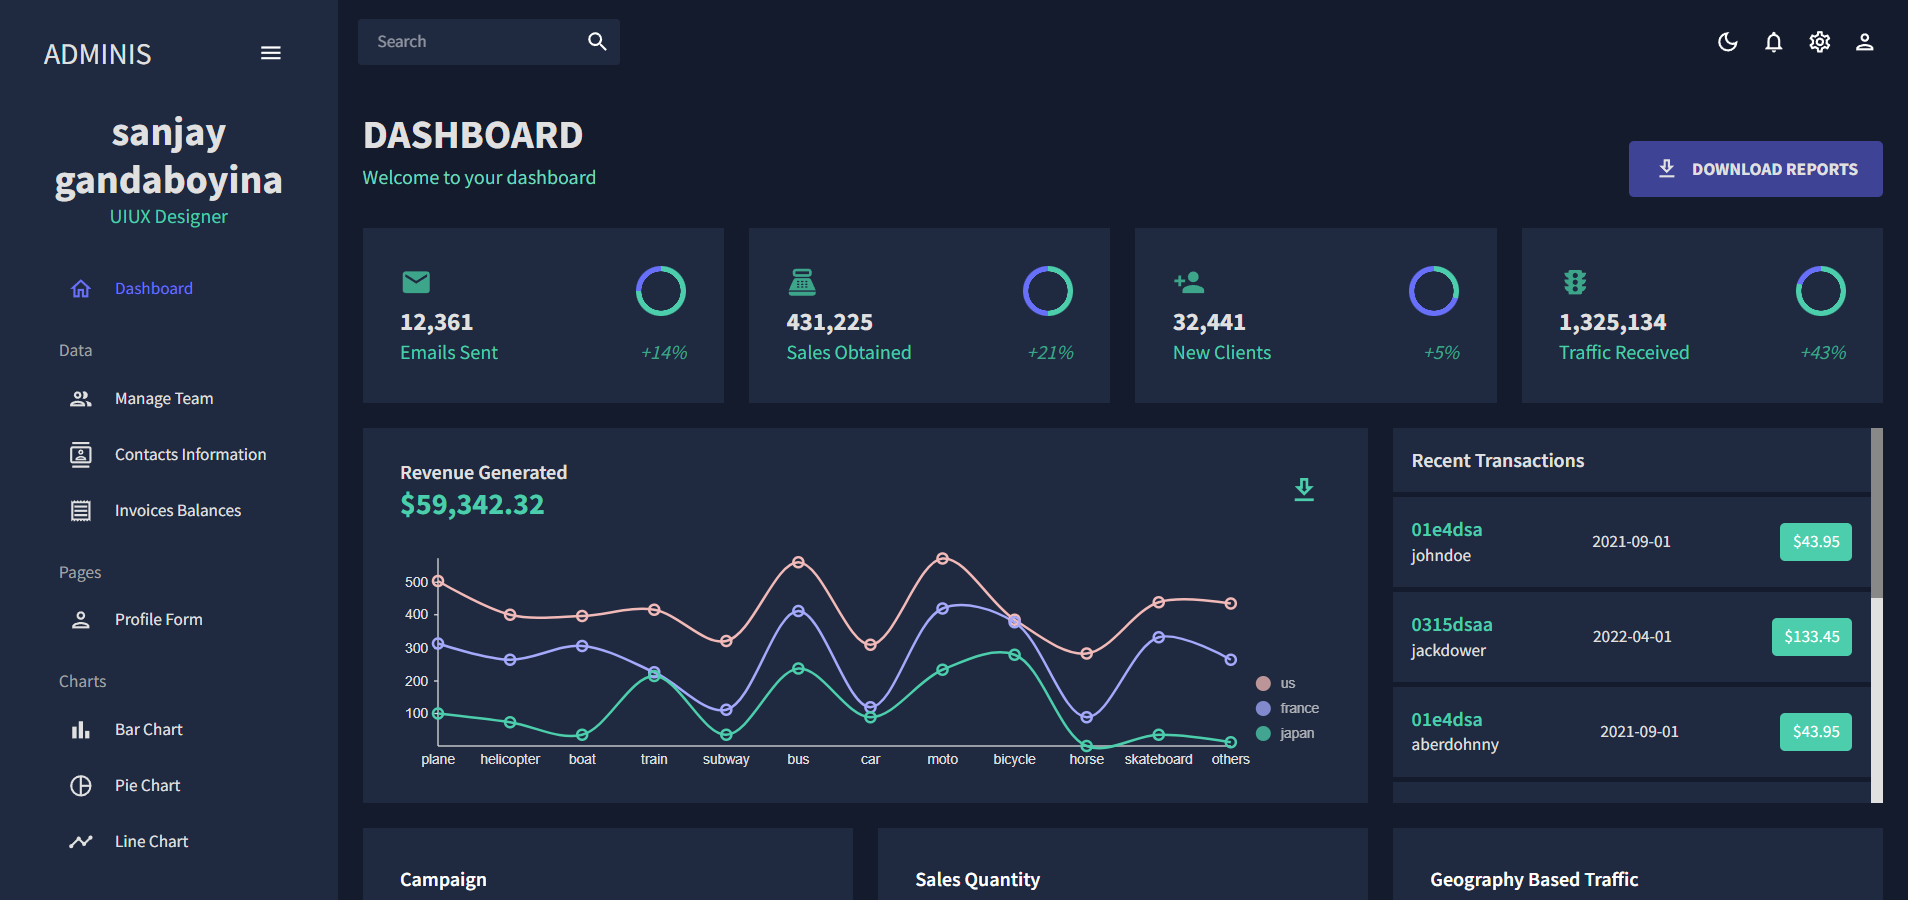 ADMINIS
sanjay
gandaboyina
UIUX Designer
Dashboard
Data
Manage Team
Contacts Information
Invoices Balances
Pages
Profile Form
Charts
Bar Chart
Pie Chart
Line Chart
Search
DASHBOARD
Welcome to your dashboard
DOWNLOAD REPORTS
12,361
Emails Sent
+14%
431,225
Sales Obtained
+21%
32,441
New Clients
+5%
1,325,134
Traffic Received
+43%
Revenue Generated
$59,342.32
500
400
300
200
100
plane helicopter boat train subway bus car moto bicycle horse skateboard others
us
france
japan
Recent Transactions
01e4dsa
johndoe
2021-09-01
$43.95
0315dsaa
jackdower
2022-04-01
$133.45
01e4dsa
aberdohnny
2021-09-01
$43.95
Campaign
Sales Quantity
Geography Based Traffic